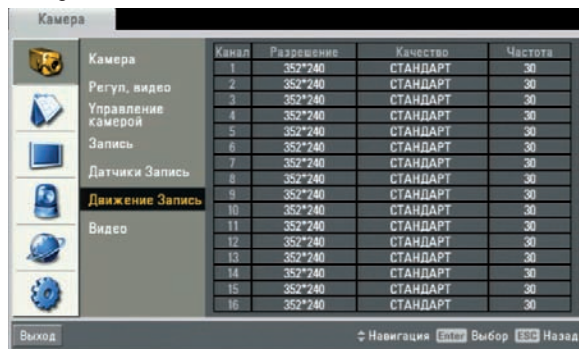 Камера
Камера
Регул, видео
Управление
камерой
Запись
Датчики Запись
Движение Запись
Видео
Канал Разрешение Качество Частота
1 352*240 СТАНДАРТ 30
2 352*240 СТАНДАРТ 30
3 352*240 СТАНДАРТ 30
4 352*240 СТАНДАРТ 30
5 352*240 СТАНДАРТ 30
6 352*240 СТАНДАРТ 30
7 352*240 СТАНДАРТ 30
8 352*240 СТАНДАРТ 30
9 352*240 СТАНДАРТ 30
10 352*240 СТАНДАРТ 30
11 352*240 СТАНДАРТ 30
12 352*240 СТАНДАРТ 30
13 352*240 СТАНДАРТ 30
14 352*240 СТАНДАРТ 30
15 352*240 СТАНДАРТ 30
16 352*240 СТАНДАРТ 30
Выход Навигация Enter Выбор ESC Назад